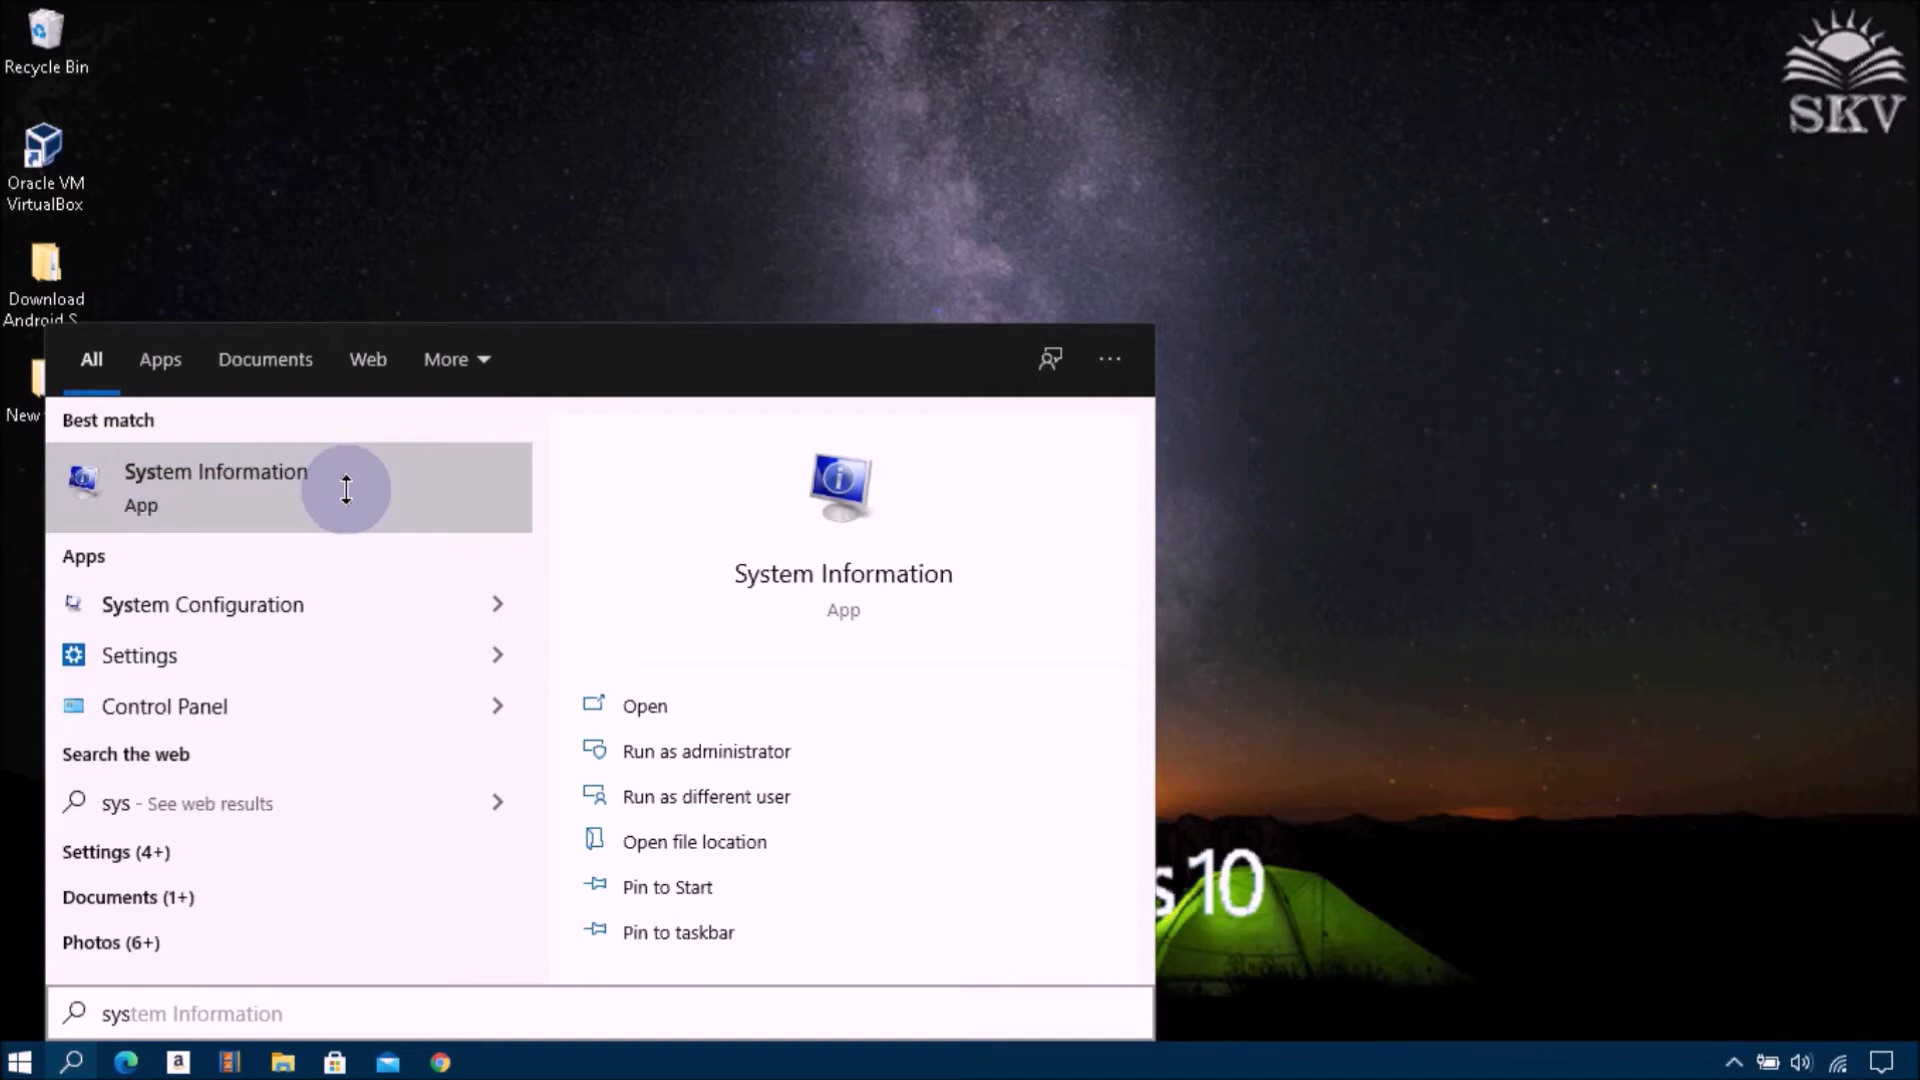 Recycle Bin
SKV
Oracle VM
VirtualBox
Download
Android S...
New
All
Apps
Documents
Web
More
Best match
System Information
App
System Information
App
Apps
System Configuration
Settings
Control Panel
Search the web
sys - See web results
Settings (4+)
Documents (1+)
Photos (6+)
Open
Run as administrator
Run as different user
Open file location
Pin to Start
Pin to taskbar
s 10
system Information
a